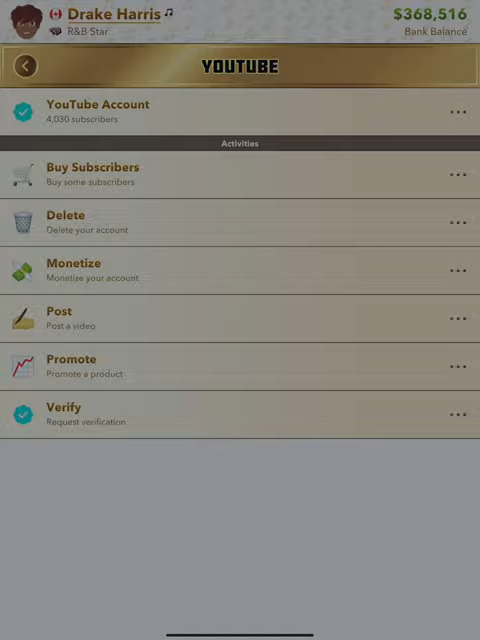 Drake Harris
R&B Star
$368,516
Bank Balance
YOUTUBE
YouTube Account
4,030 subscribers
Activities
Buy Subscribers
Buy some subscribers
Delete
Delete your account
Monetize
Monetize your account
Post
Post a video
Promote
Promote a product
Verify
Request verification